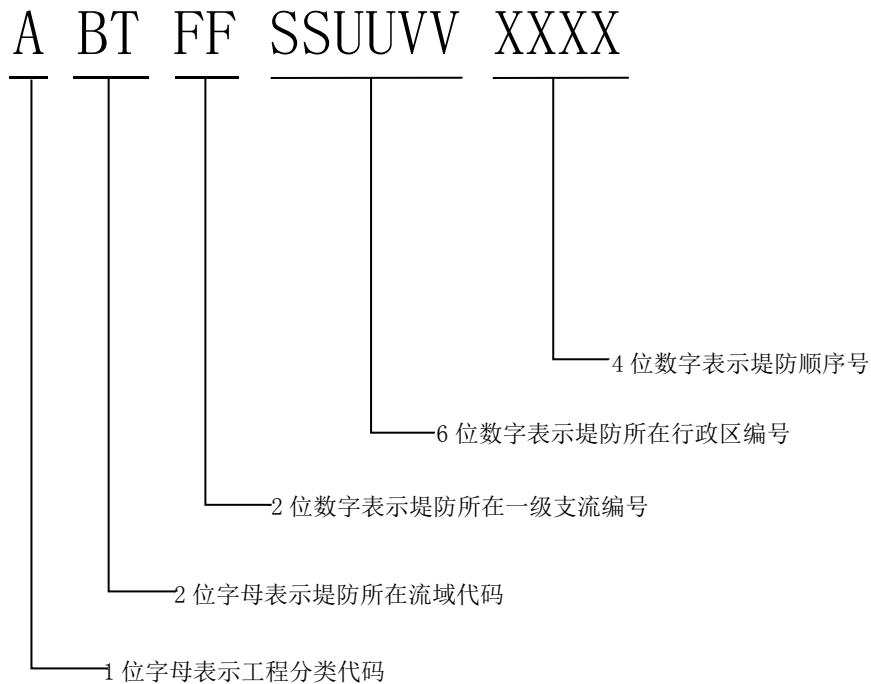 A BT FF SSUUVV XXXX
4 位数字表示堤防顺序号
6 位数字表示堤防所在行政区编号
2 位数字表示堤防所在一级支流编号
2 位字母表示堤防所在流域代码
1 位字母表示工程分类代码